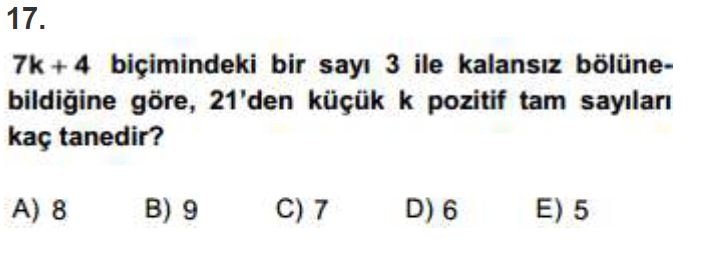 17.
7k + 4 biçimindeki bir sayı 3 ile kalansız bölüne-
bildiğine göre, 21'den küçük k pozitif tam sayıları
kaç tanedir?
A) 8 B) 9 C) 7 D) 6 E) 5